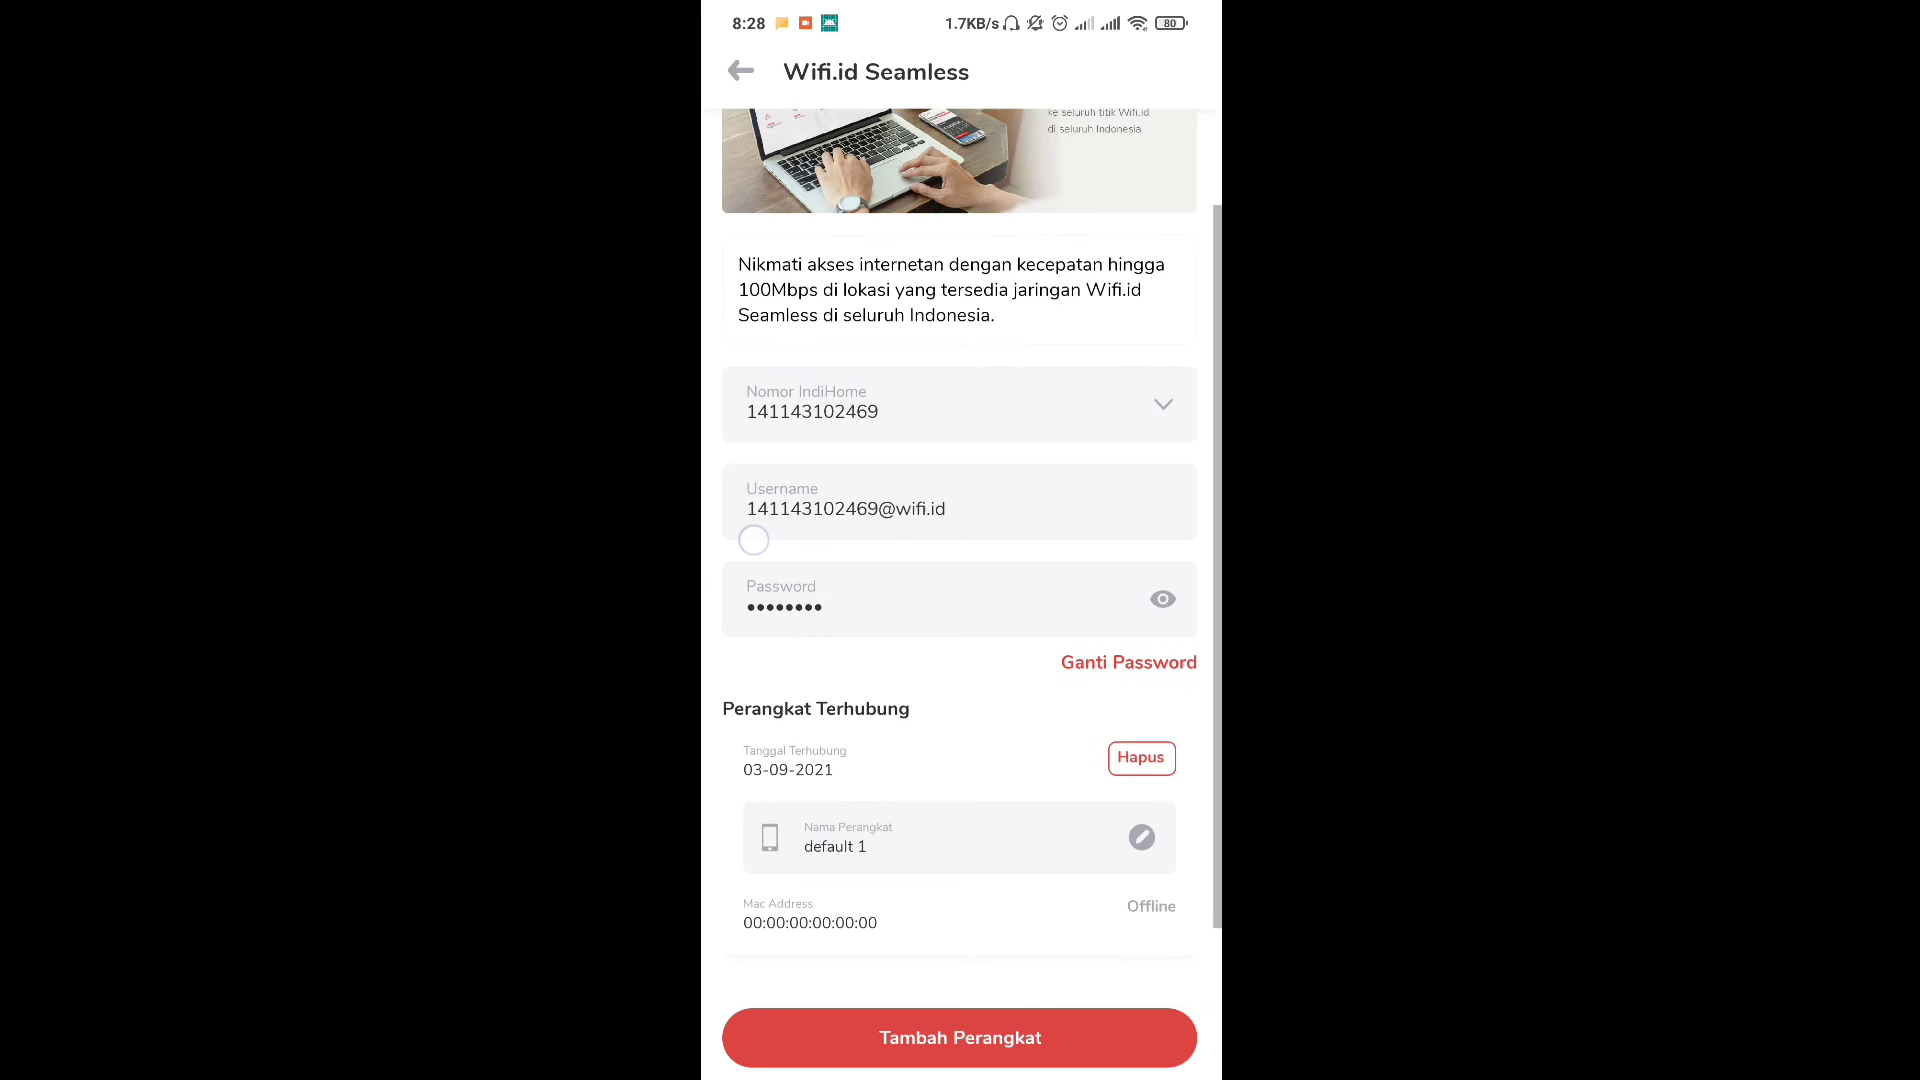 8:28
1.7KB/s
80
Wifi.id Seamless
ke seluruh titik Wifi.id
di seluruh Indonesia
Nikmati akses internetan dengan kecepatan hingga
100Mbps di lokasi yang tersedia jaringan Wifi.id
Seamless di seluruh Indonesia.
Nomor IndiHome
141143102469
Username
141143102469@wifi.id
Password
••••••••
Ganti Password
Perangkat Terhubung
Tanggal Terhubung
03-09-2021
Hapus
Nama Perangkat
default 1
Mac Address
00:00:00:00:00:00
Offline
Tambah Perangkat